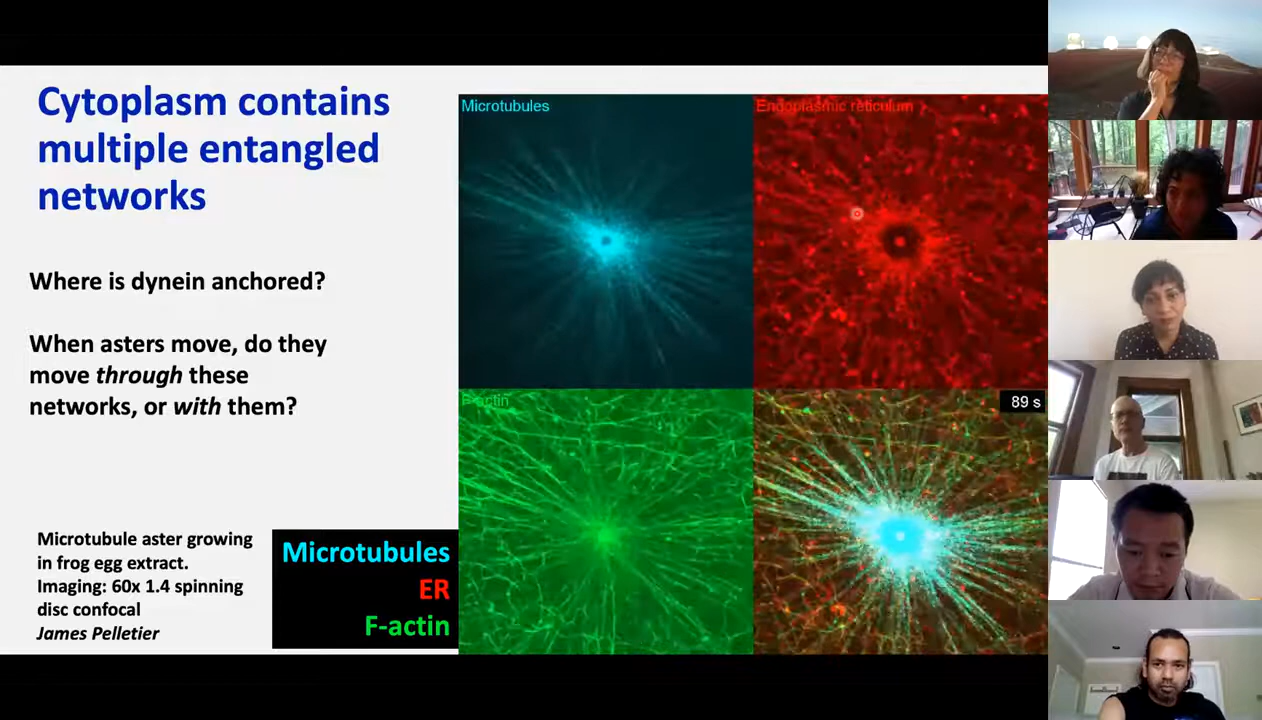 Cytoplasm contains
multiple entangled
networks
Where is dynein anchored?
When asters move, do they
move through these
networks, or with them?
Microtubule aster growing
in frog egg extract.
Imaging: 60x 1.4 spinning
disc confocal
James Pelletier
Microtubules
ER
F-actin
Microtubules
Endoplasmic reticulum
F-actin
89 s